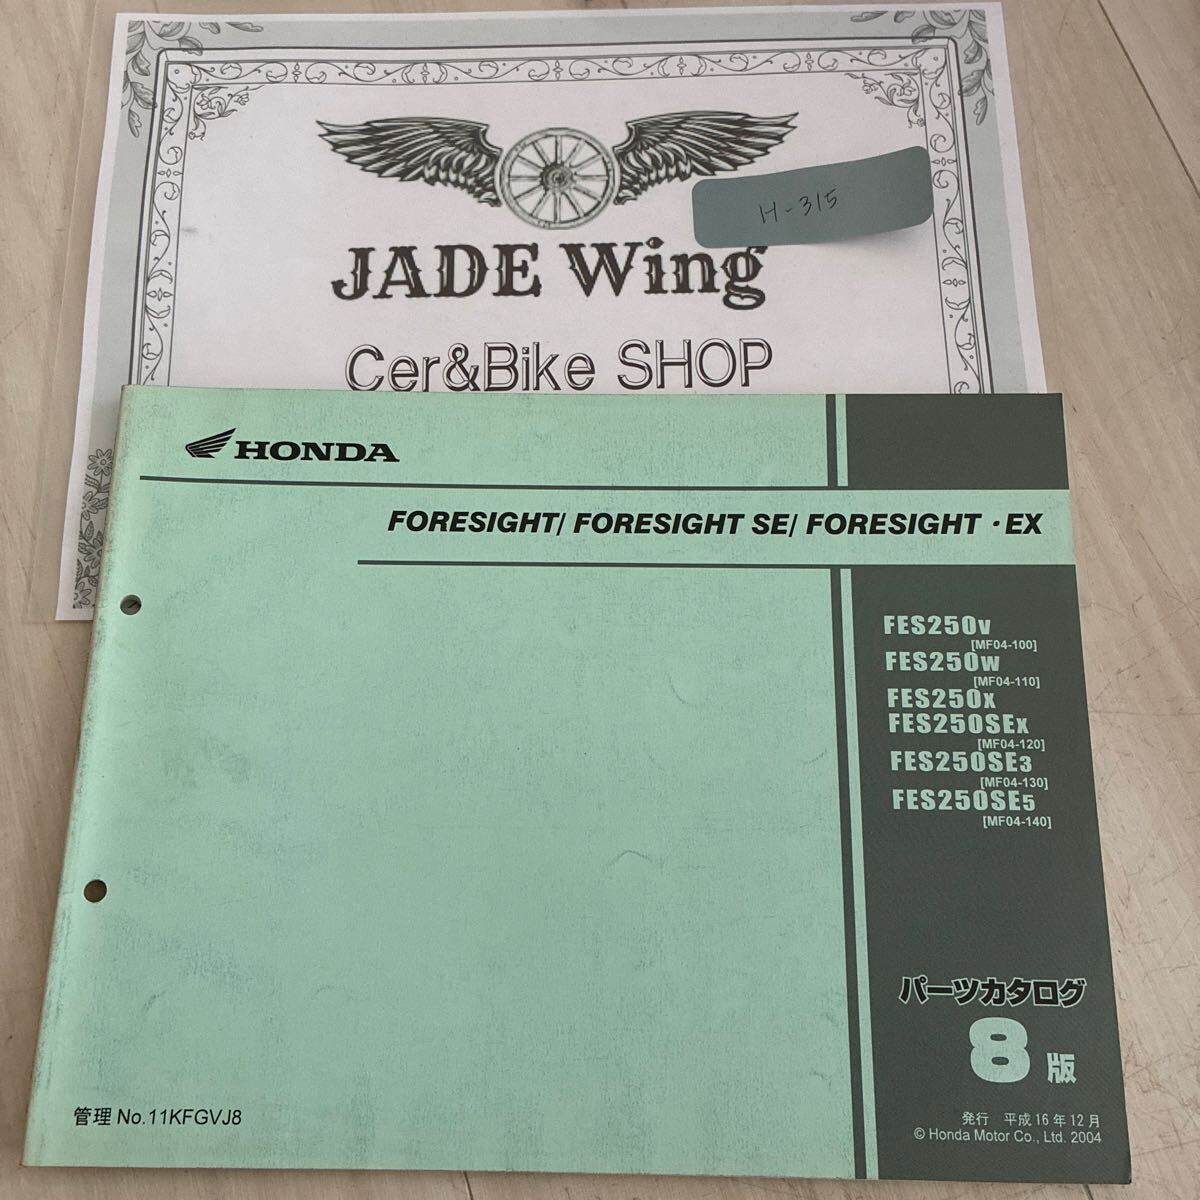 H-315
JADE Wing
Cer&Bike SHOP
HONDA
FORESIGHT/ FORESIGHT SE/ FORESIGHT・EX
FES250V
[MF04-100]
FES250W
[MF04-110]
FES250X
FES250SEX
[MF04-120]
FES250SE3
[MF04-130]
FES250SE5
[MF04-140]
パーツカタログ
8版
管理 No.11KFGVJ8
発行 平成16年12月
© Honda Motor Co., Ltd. 2004